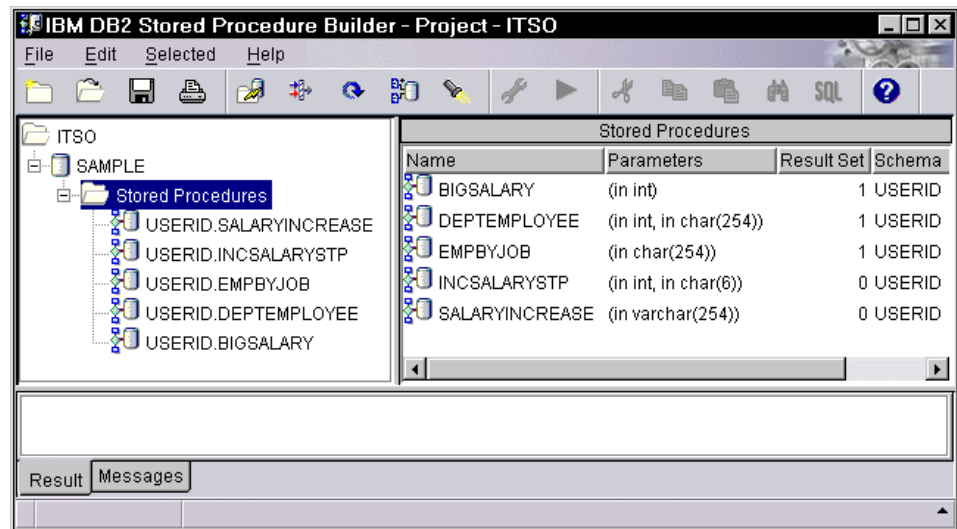 IBM DB2 Stored Procedure Builder - Project - ITSO
File Edit Selected Help
SQL
ITSO
SAMPLE
Stored Procedures
USERID.SALARYINCREASE
USERID.INCSALARYSTP
USERID.EMPBYJOB
USERID.DEPTEMPLOYEE
USERID.BIGSALARY
Stored Procedures
Name Parameters Result Set Schema
BIGSALARY (in int) 1 USERID
DEPTEMPLOYEE (in int, in char(254)) 1 USERID
EMPBYJOB (in char(254)) 1 USERID
INCSALARYSTP (in int, in char(6)) 0 USERID
SALARYINCREASE (in varchar(254)) 0 USERID
Result Messages